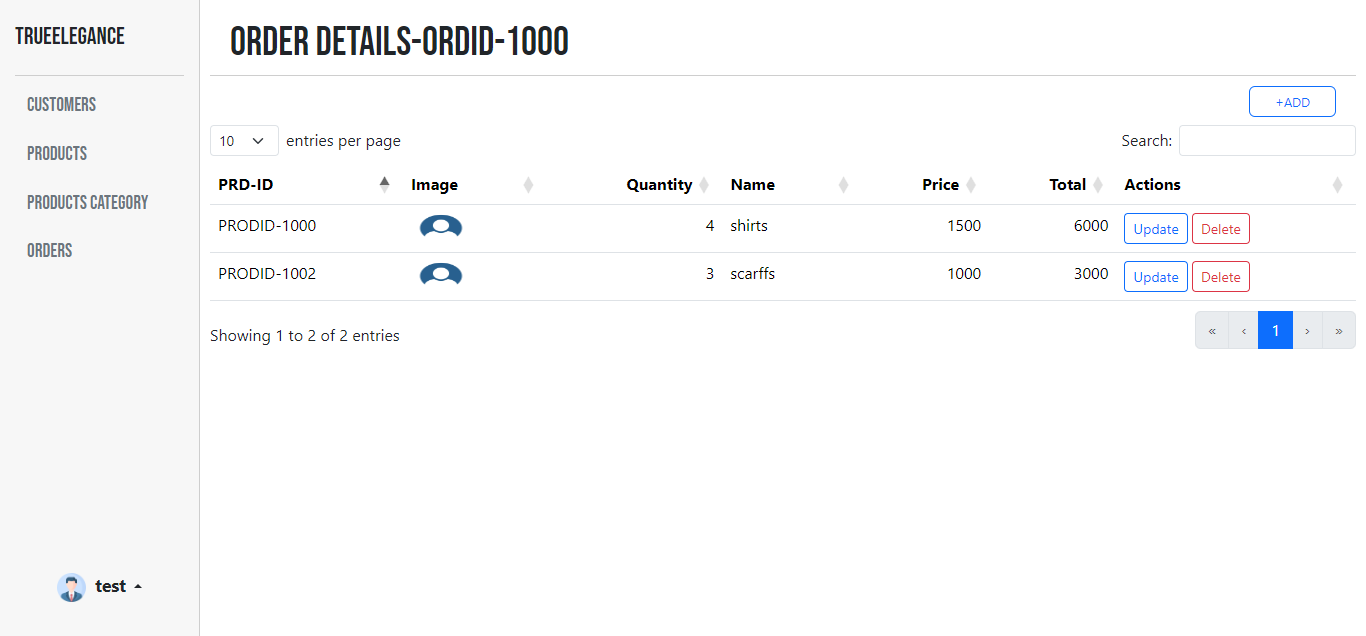 TRUEELEGANCE
CUSTOMERS
PRODUCTS
PRODUCTS CATEGORY
ORDERS
test
ORDER DETAILS-ORDID-1000
+ADD
10 entries per page Search:
PRD-ID Image Quantity Name Price Total Actions
PRODID-1000 4 shirts 1500 6000 Update Delete
PRODID-1002 3 scarffs 1000 3000 Update Delete
Showing 1 to 2 of 2 entries « ‹ 1 › »